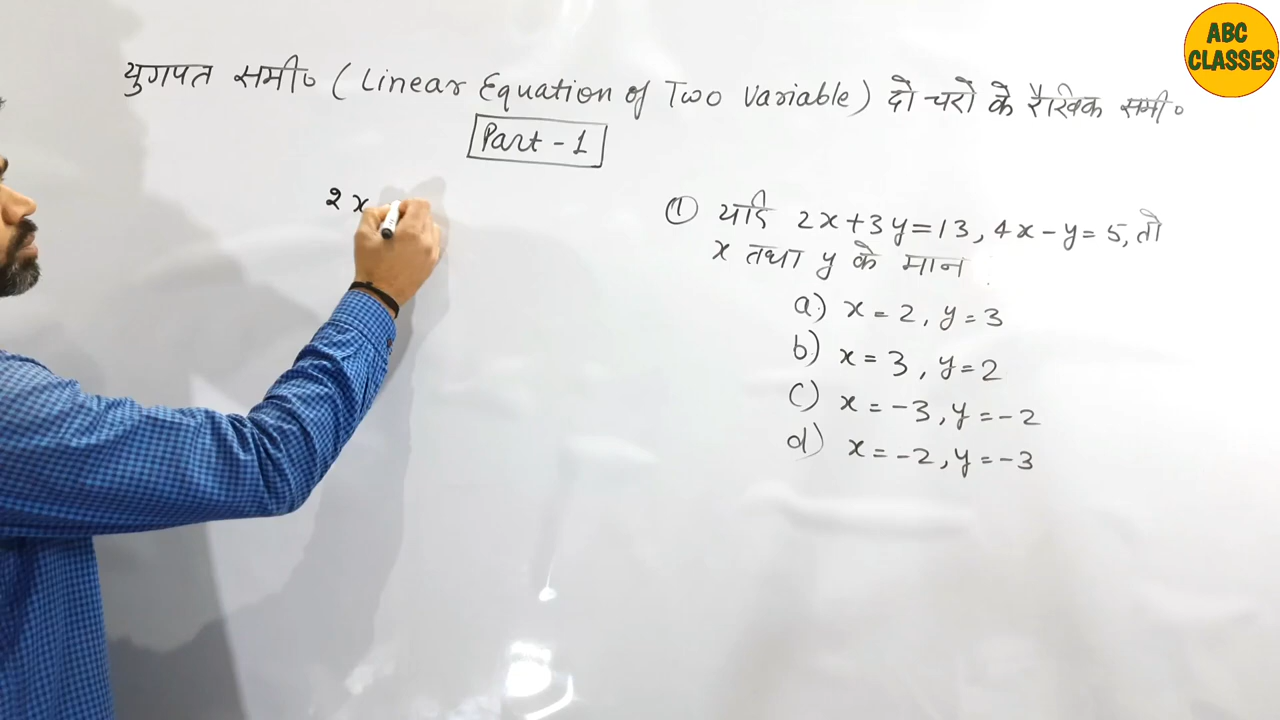 ABC
CLASSES
युगपत समी० (Linear Equation of Two Variable) दो चरो के रैखिक समी०
Part - 1
2x
① यदि 2x+3y=13, 4x-y=5, तो
x तथा y के मान
a) x=2, y=3
b) x=3, y=2
c) x=-3, y=-2
d) x=-2, y=-3